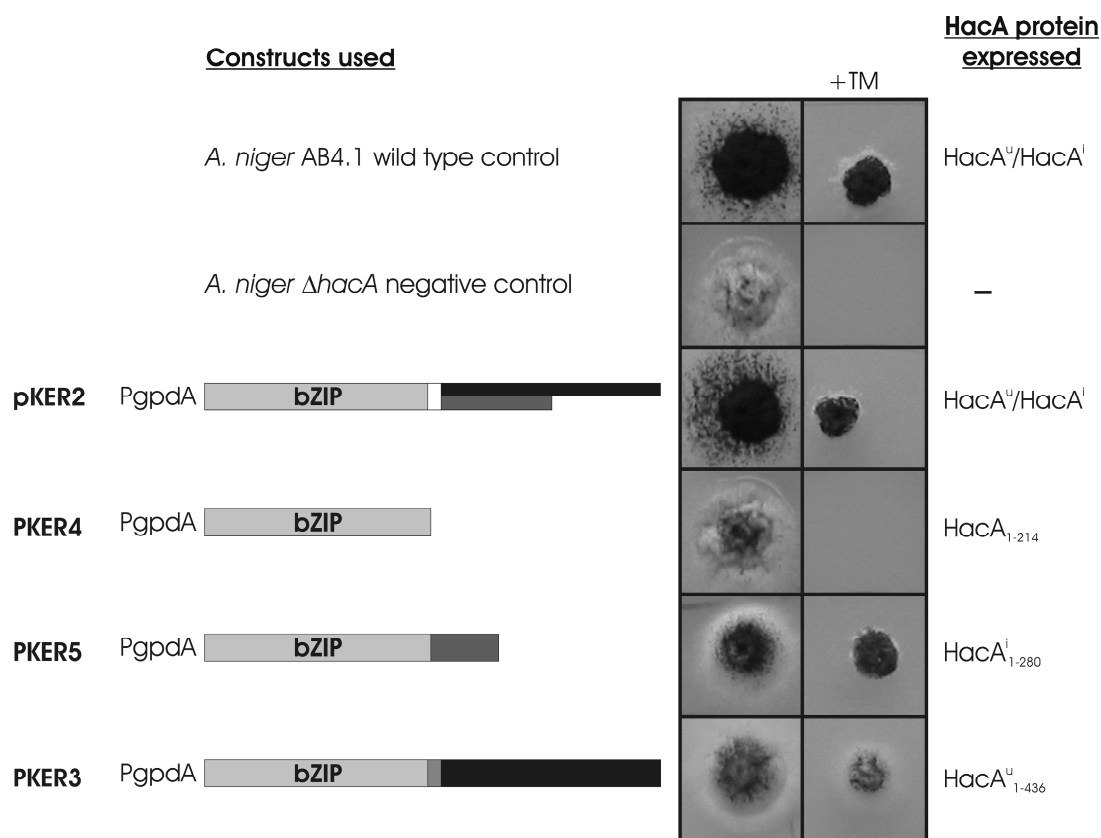 HacA protein
expressed
Constructs used
+TM
A. niger AB4.1 wild type control
HacAᵘ/HacAⁱ
A. niger ΔhacA negative control
–
pKER2 PgpdA bZIP HacAᵘ/HacAⁱ
PKER4 PgpdA bZIP HacA₁₋₂₁₄
PKER5 PgpdA bZIP HacAⁱ₁₋₂₈₀
PKER3 PgpdA bZIP HacAᵘ₁₋₄₃₆